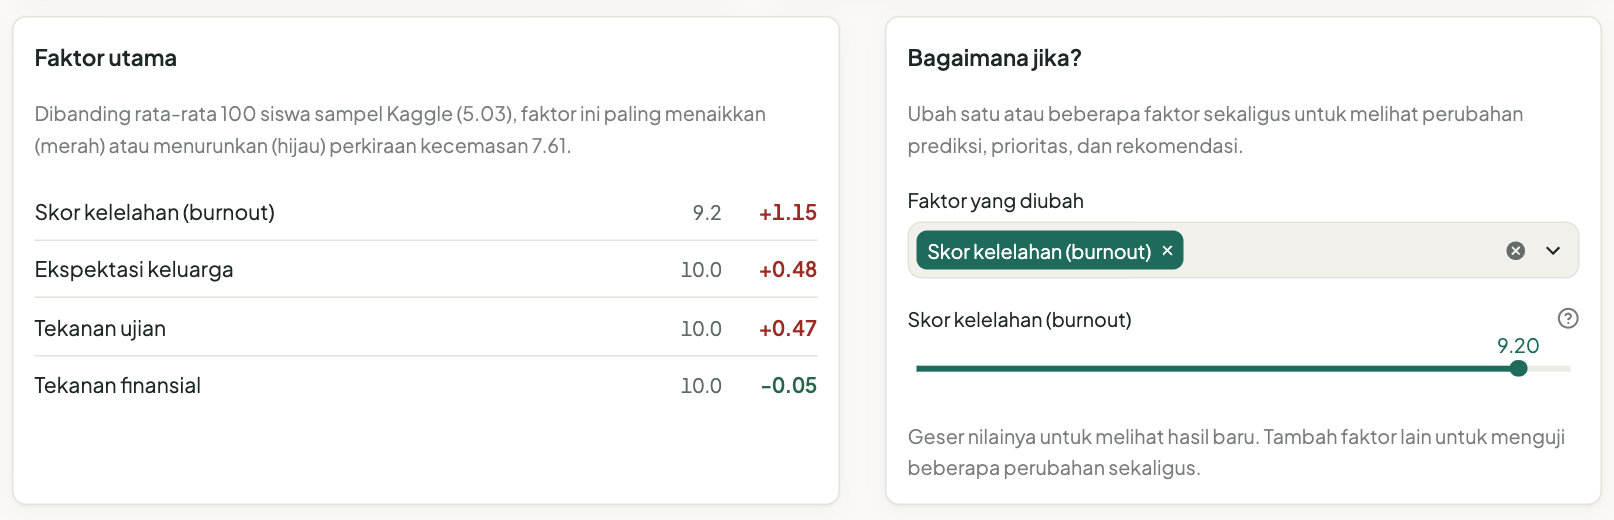 Faktor utama
Dibanding rata-rata 100 siswa sampel Kaggle (5.03), faktor ini paling menaikkan
(merah) atau menurunkan (hijau) perkiraan kecemasan 7.61.
Skor kelelahan (burnout) 9.2 +1.15
Ekspektasi keluarga 10.0 +0.48
Tekanan ujian 10.0 +0.47
Tekanan finansial 10.0 -0.05
Bagaimana jika?
Ubah satu atau beberapa faktor sekaligus untuk melihat perubahan
prediksi, prioritas, dan rekomendasi.
Faktor yang diubah
Skor kelelahan (burnout) ×
Skor kelelahan (burnout)
9.20
Geser nilainya untuk melihat hasil baru. Tambah faktor lain untuk menguji
beberapa perubahan sekaligus.